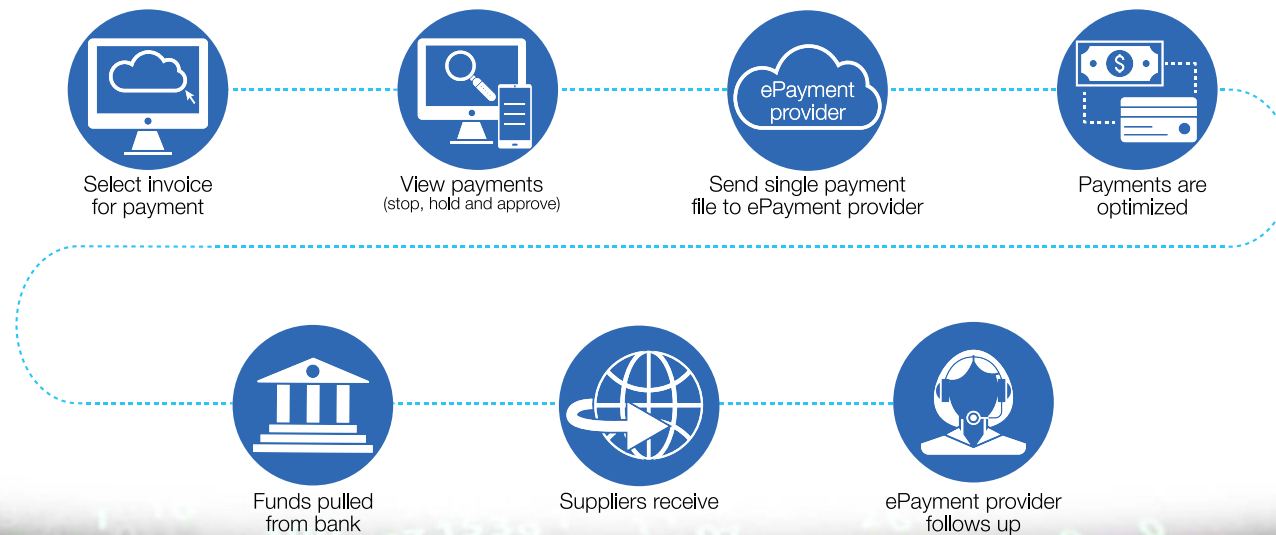 Select invoice
for payment
View payments
(stop, hold and approve)
ePayment
provider
Send single payment
file to ePayment provider
$
Payments are
optimized
Funds pulled
from bank
Suppliers receive
ePayment provider
follows up